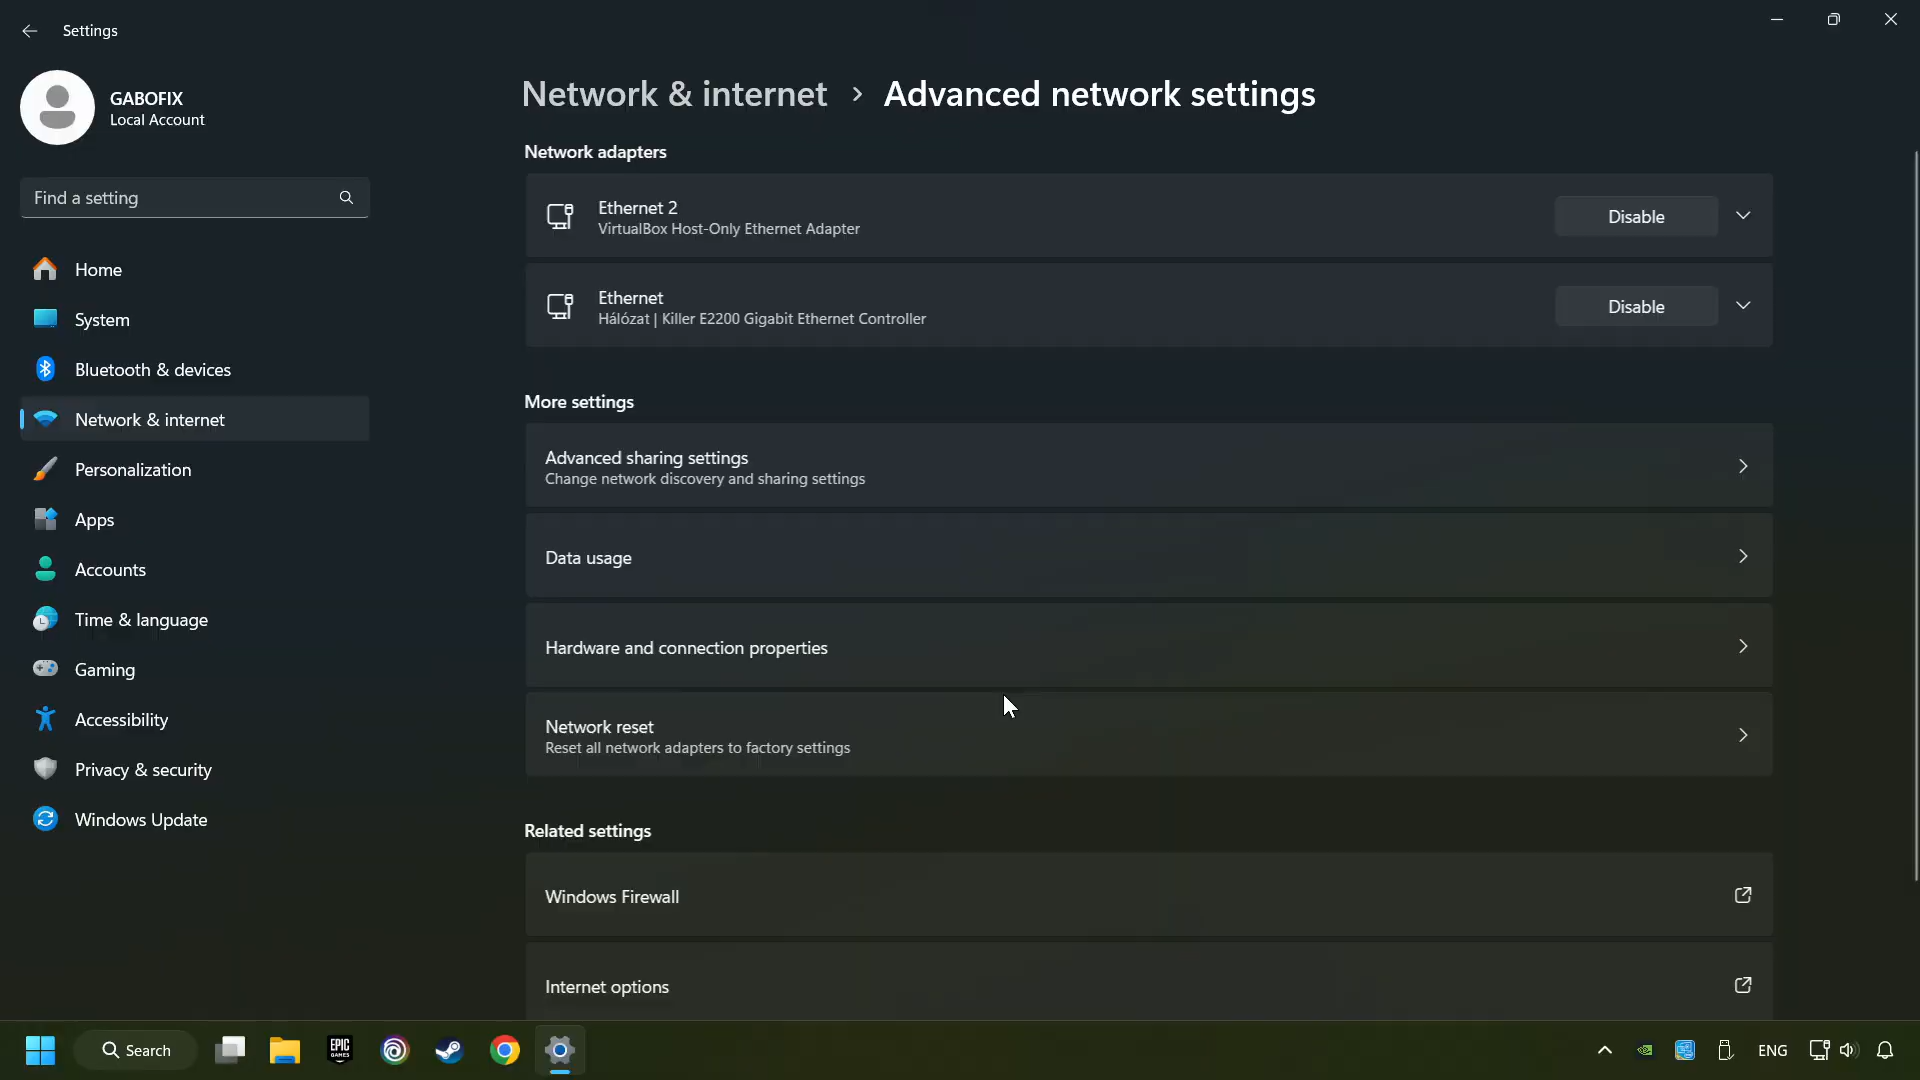 Settings
GABOFIX
Local Account
Find a setting
Home
System
Bluetooth & devices
Network & internet
Personalization
Apps
Accounts
Time & language
Gaming
Accessibility
Privacy & security
Windows Update
Network & internet > Advanced network settings
Network adapters
Ethernet 2
VirtualBox Host-Only Ethernet Adapter
Disable
Ethernet
Hálózat | Killer E2200 Gigabit Ethernet Controller
Disable
More settings
Advanced sharing settings
Change network discovery and sharing settings
Data usage
Hardware and connection properties
Network reset
Reset all network adapters to factory settings
Related settings
Windows Firewall
Internet options
Search
EPIC
GAMES
ENG